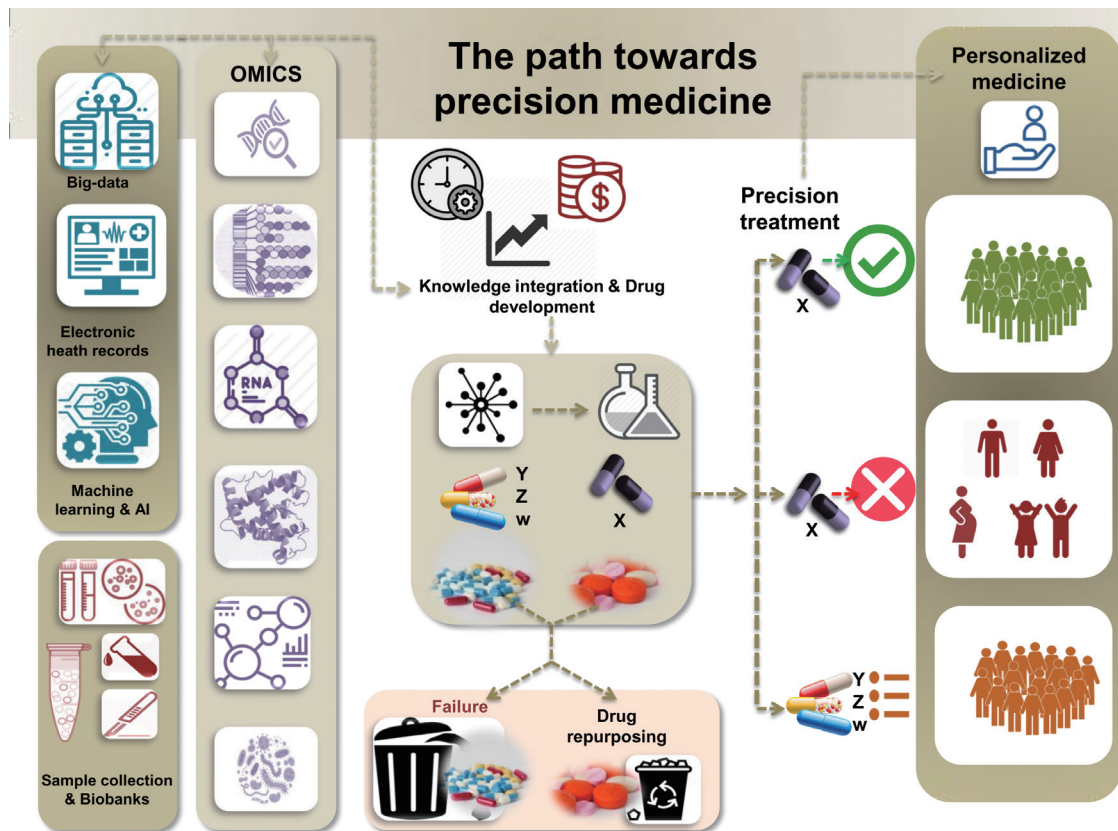 The path towards
precision medicine
OMICS
Big-data
Electronic
heath records
Machine
learning & AI
Sample collection
& Biobanks
RNA
$
Knowledge integration & Drug
development
Y
Z
w
X
Failure
Drug
repurposing
Precision
treatment
X
X
Y
Z
w
Personalized
medicine